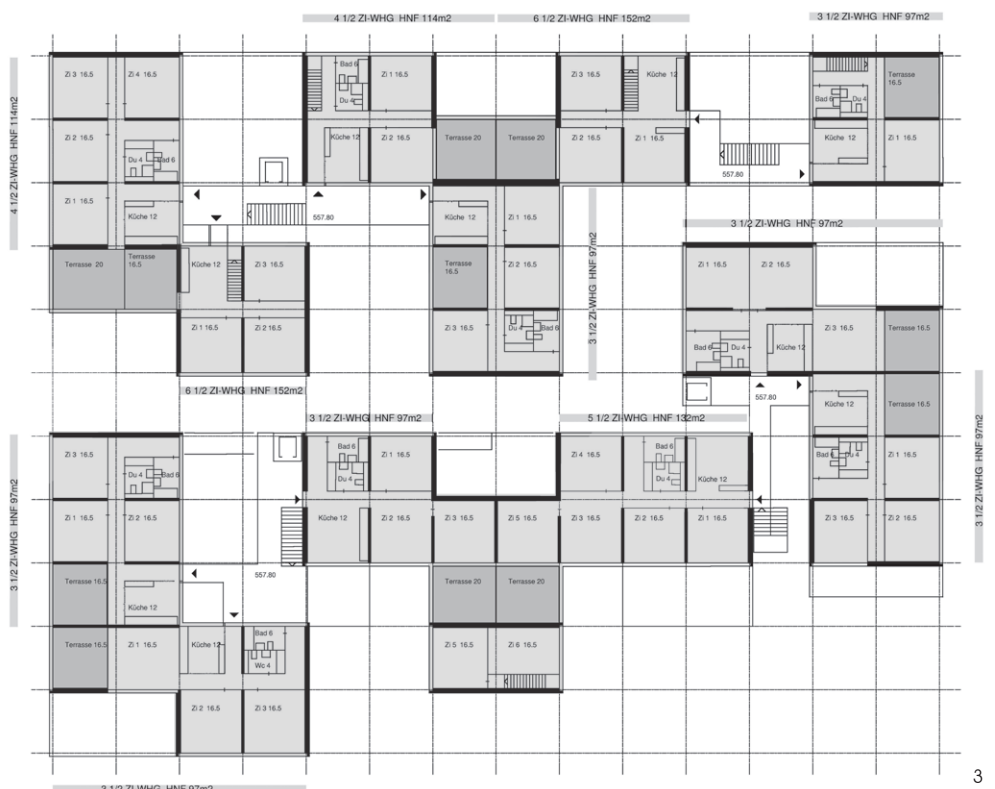 4 1/2 ZI-WHG HNF 114m2
6 1/2 ZI-WHG HNF 152m2
3 1/2 ZI-WHG HNF 97m2
4 1/2 ZI-WHG HNF 114m2
Zi 3 16.5
Zi 4 16.5
Zi 2 16.5
Du 4
Bad 6
Zi 1 16.5
Küche 12
Terrasse 20
Terrasse
16.5
Bad 6
Du 4
Zi 1 16.5
Küche 12
Zi 2 16.5
Terrasse 20
Terrasse 20
Zi 3 16.5
Küche 12
Zi 2 16.5
Zi 1 16.5
557.80
Bad 6
Du 4
Terrasse
16.5
Küche 12
Zi 1 16.5
557.80
Küche 12
Zi 3 16.5
Zi 1 16.5
Zi 2 16.5
6 1/2 ZI-WHG HNF 152m2
Küche 12
Zi 1 16.5
Terrasse
16.5
Zi 2 16.5
Zi 3 16.5
Du 4
Bad 6
3 1/2 ZI-WHG HNF 97m2
3 1/2 ZI-WHG HNF 97m2
Zi 1 16.5
Zi 2 16.5
Bad 6
Du 4
Küche 12
Zi 3 16.5
Terrasse 16.5
557.80
Küche 12
Terrasse 16.5
Bad 6
Du 4
Zi 1 16.5
Zi 3 16.5
Zi 2 16.5
3 1/2 ZI-WHG HNF 97m2
3 1/2 ZI-WHG HNF 97m2
5 1/2 ZI-WHG HNF 132m2
3 1/2 ZI-WHG HNF 97m2
Zi 3 16.5
Du 4
Bad 6
Zi 1 16.5
Zi 2 16.5
Terrasse 16.5
Küche 12
557.80
Terrasse 16.5
Zi 1 16.5
Küche 12
Bad 6
Wc 4
Zi 2 16.5
Zi 3 16.5
Bad 6
Du 4
Zi 1 16.5
Küche 12
Zi 2 16.5
Zi 3 16.5
Zi 5 16.5
Zi 4 16.5
Bad 6
Du 4
Küche 12
Zi 3 16.5
Zi 2 16.5
Zi 1 16.5
Terrasse 20
Terrasse 20
Zi 5 16.5
Zi 6 16.5
3 1/2 ZI-WHG HNF 97m2
3